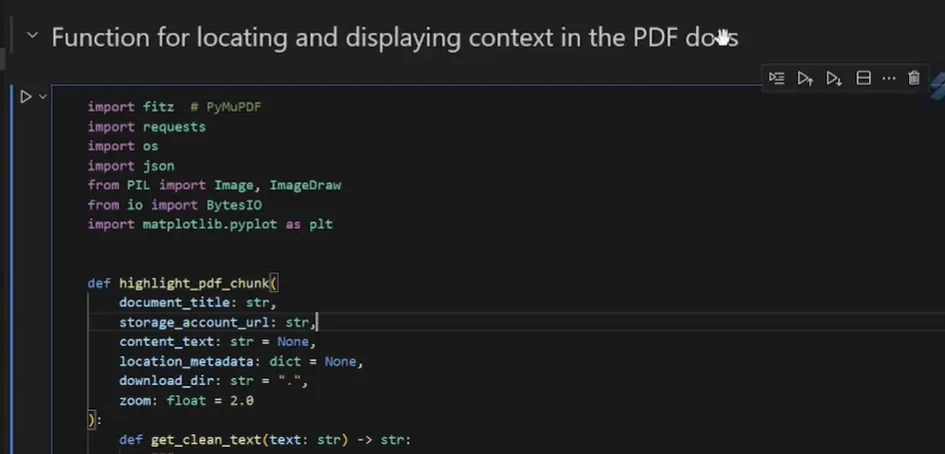 Function for locating and displaying context in the PDF docs
import fitz  # PyMuPDF
import requests
import os
import json
from PIL import Image, ImageDraw
from io import BytesIO
import matplotlib.pyplot as plt
def highlight_pdf_chunk(
    document_title: str,
    storage_account_url: str,
    content_text: str = None,
    location_metadata: dict = None,
    download_dir: str = ".",
    zoom: float = 2.0
):
    def get_clean_text(text: str) -> str: